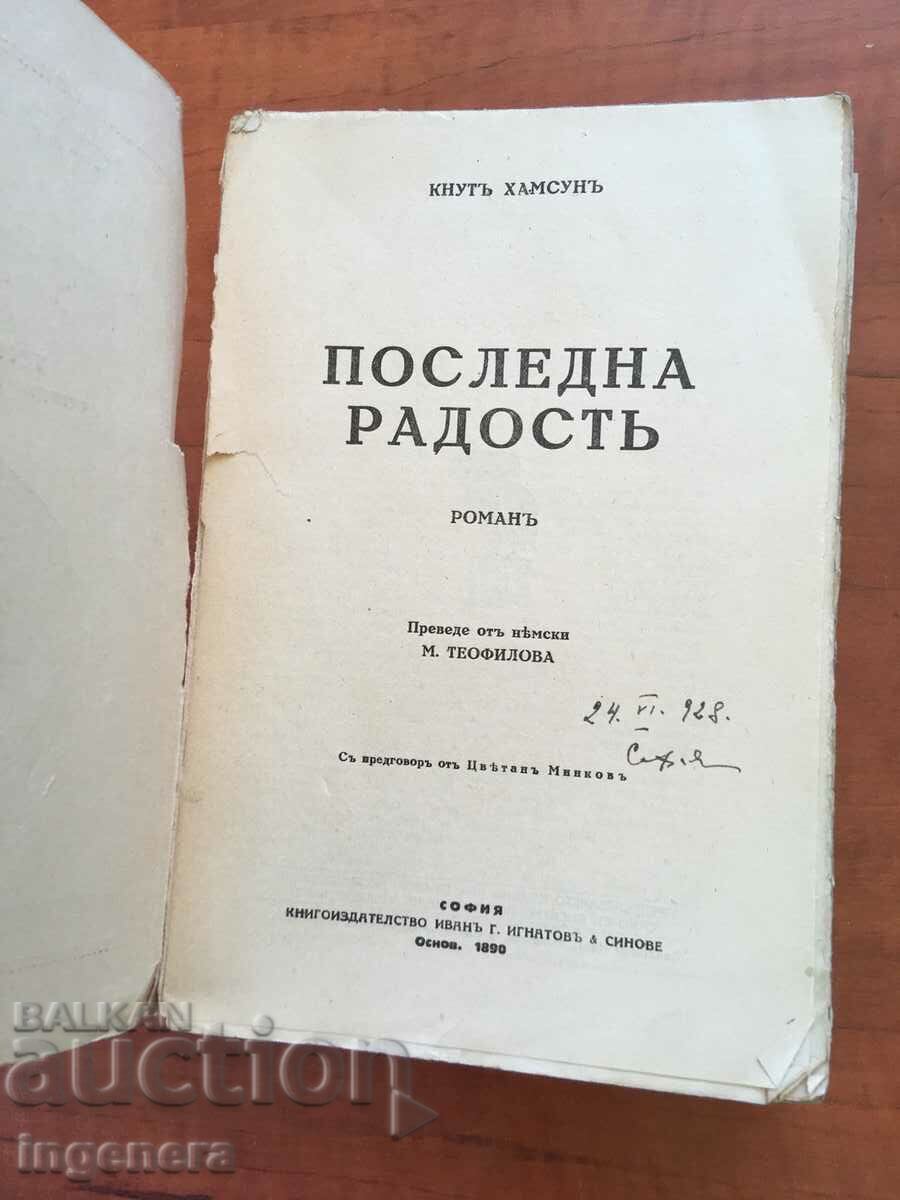 КНУТЪ ХАМСУНЪ
ПОСЛЕДНА
РАДОСТЬ
РОМАНЪ
Преведе отъ нѣмски
М. ТЕОФИЛОВА
24. VI. 928.
София
Съ предговоръ отъ Цвѣтанъ Минковъ
СОФИЯ
КНИГОИЗДАТЕЛСТВО ИВАНЪ Г. ИГНАТОВЪ & СИНОВЕ
Основ. 1890
BALKAN
auction
ingenera